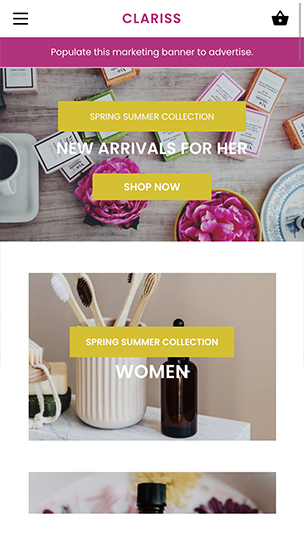 CLARISS
Populate this marketing banner to advertise.
SPRING SUMMER COLLECTION
NEW ARRIVALS FOR HER
SHOP NOW
SPRING SUMMER COLLECTION
WOMEN